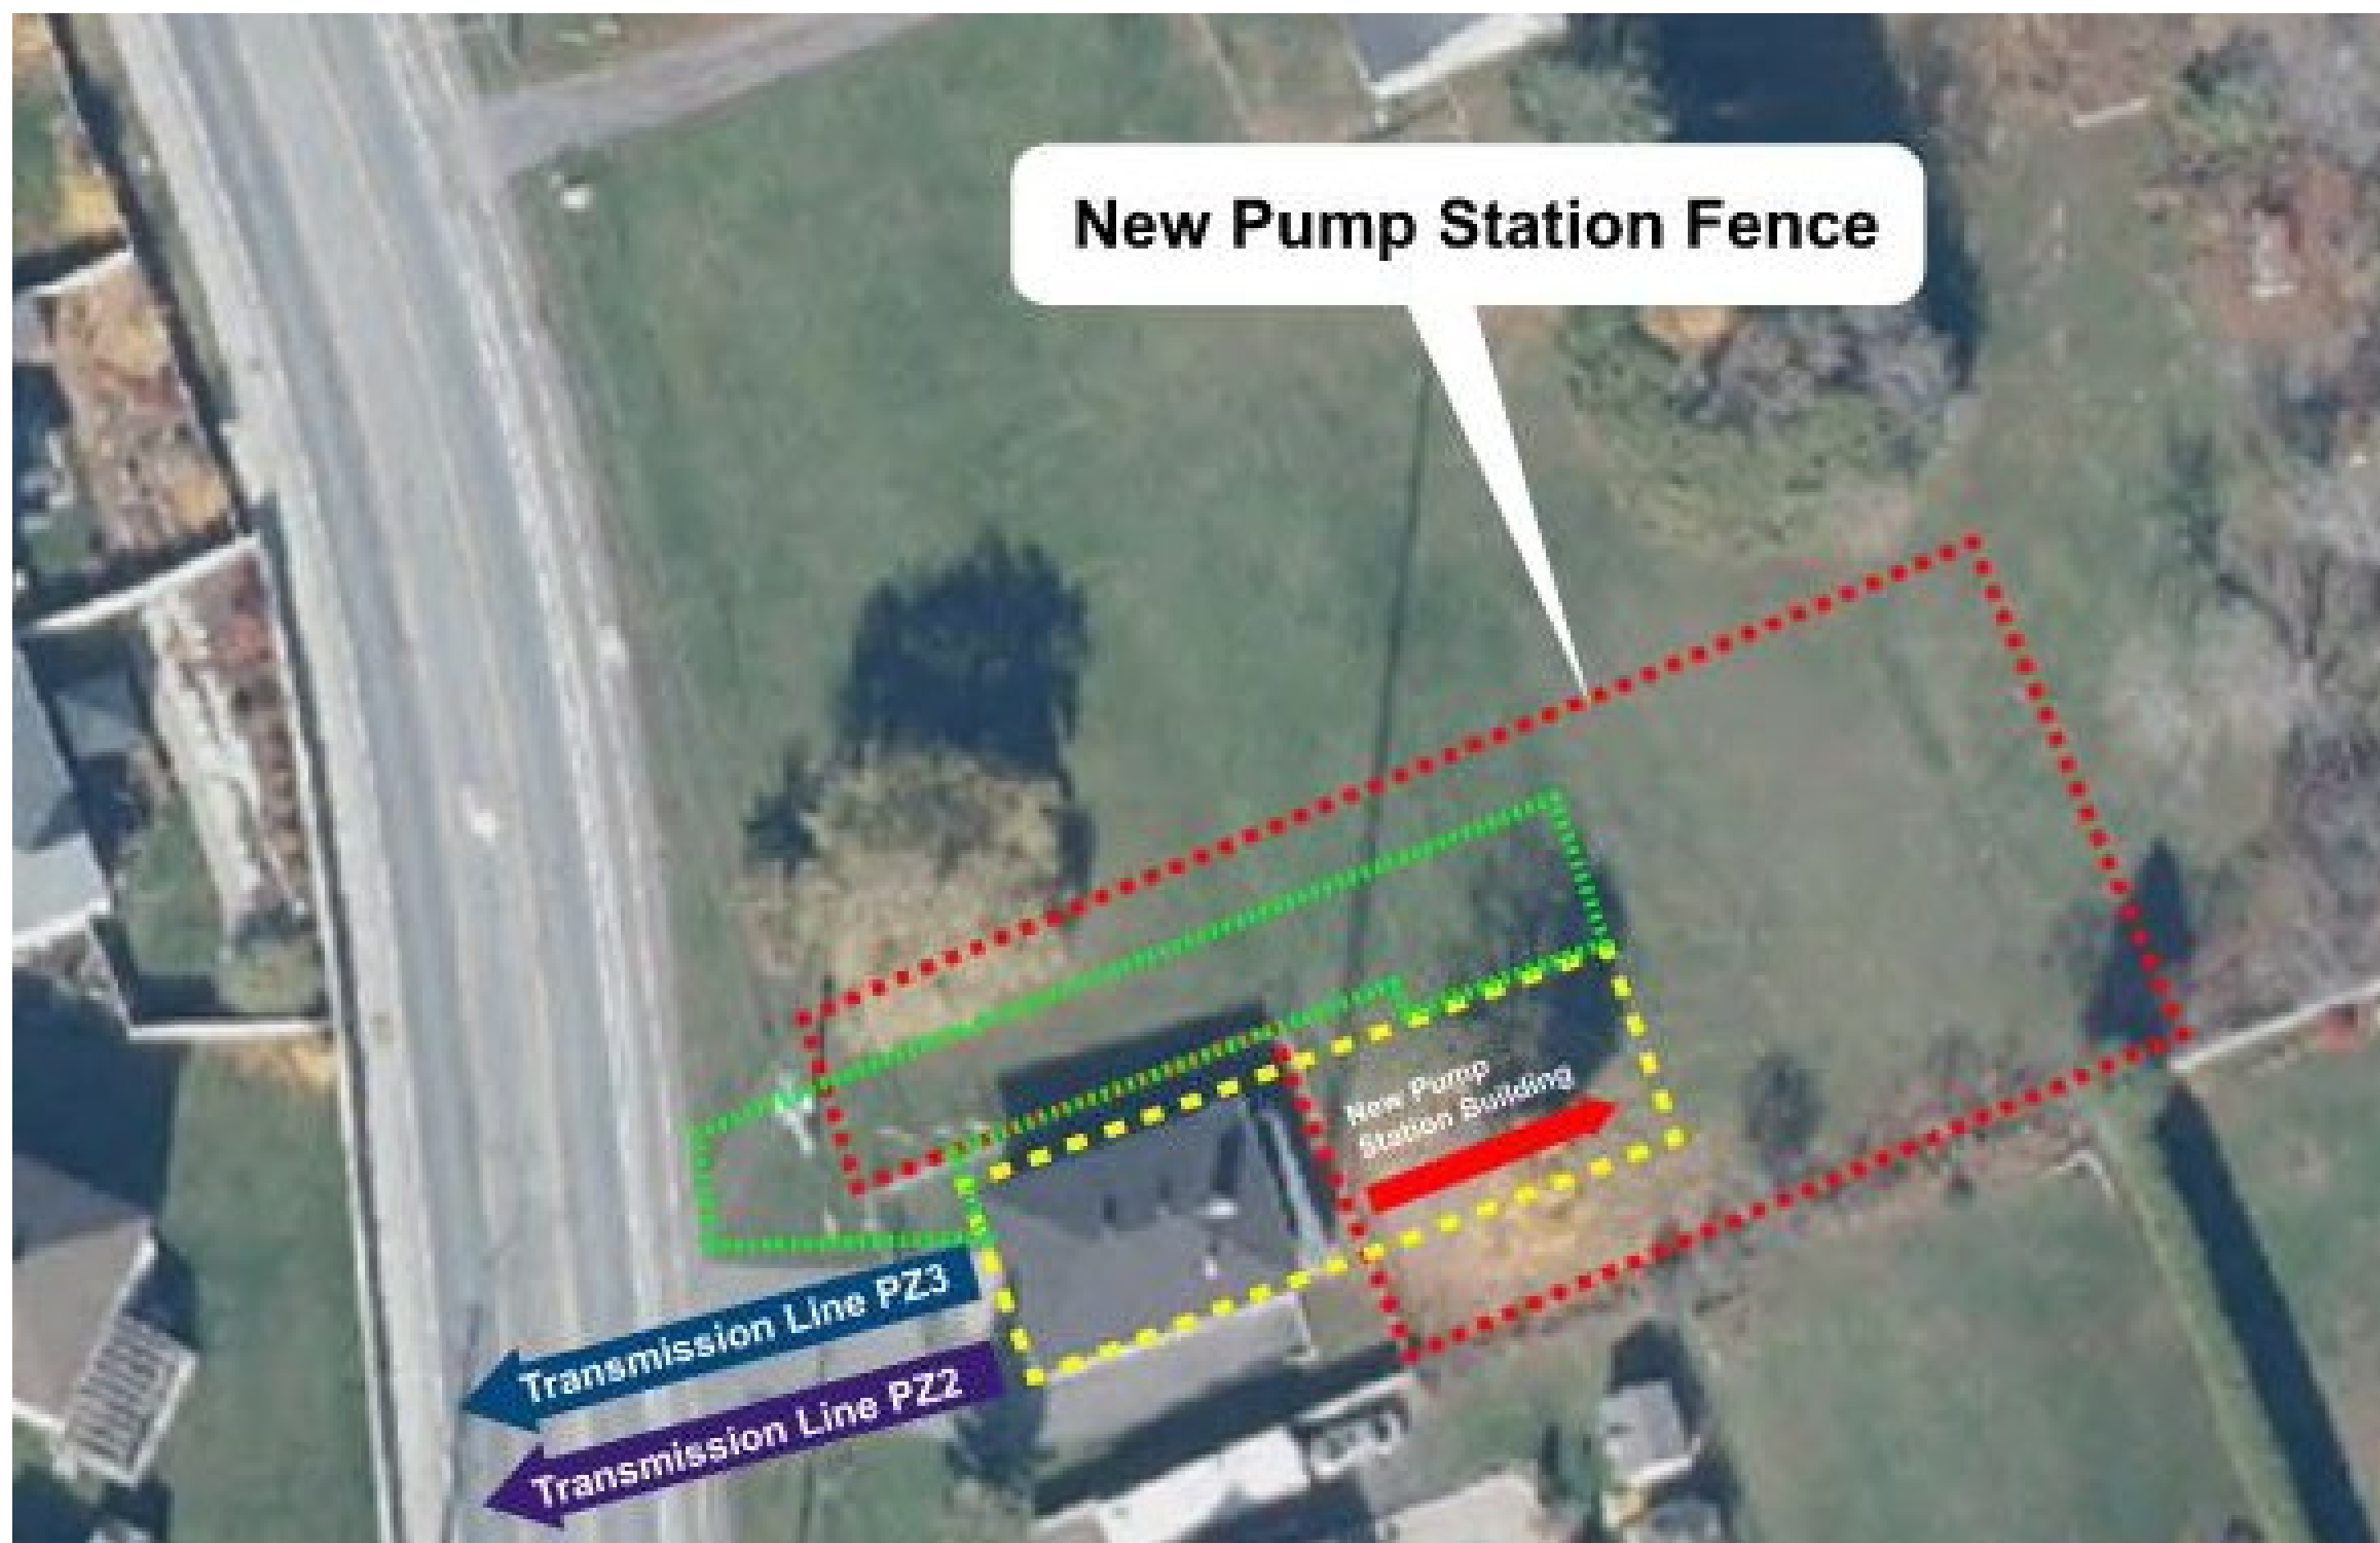 New Pump Station Fence
New Pump
Station Building
Transmission Line PZ3
Transmission Line PZ2